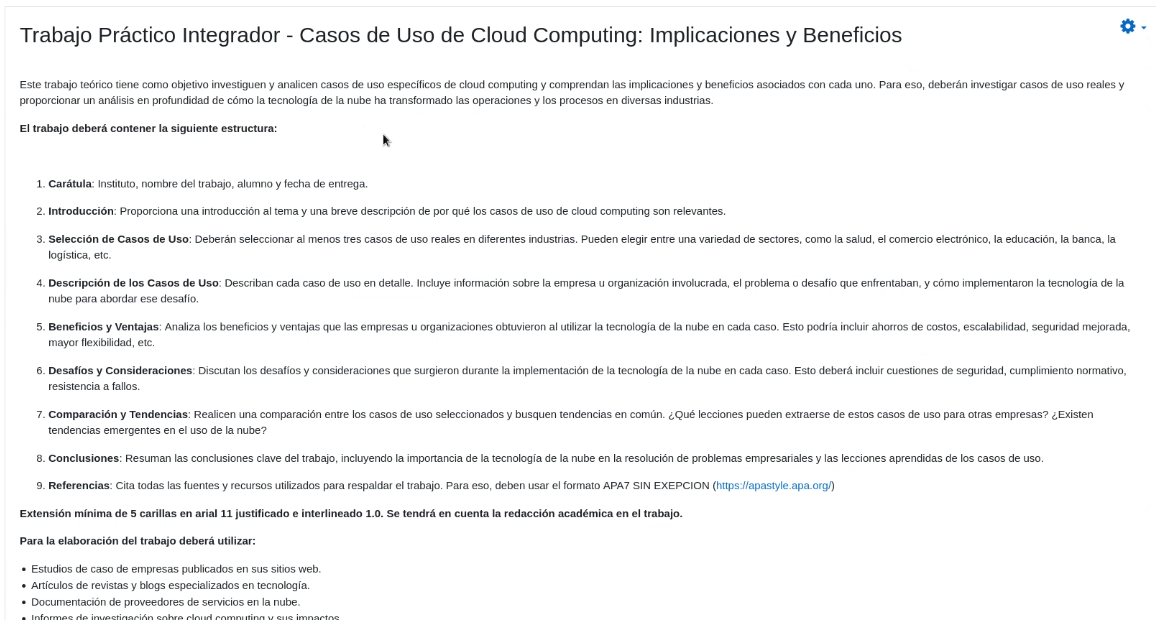 Trabajo Práctico Integrador - Casos de Uso de Cloud Computing: Implicaciones y Beneficios
Este trabajo teórico tiene como objetivo investiguen y analicen casos de uso específicos de cloud computing y comprendan las implicaciones y beneficios asociados con cada uno. Para eso, deberán investigar casos de uso reales y
proporcionar un análisis en profundidad de cómo la tecnología de la nube ha transformado las operaciones y los procesos en diversas industrias.
El trabajo deberá contener la siguiente estructura:
1. Carátula: Instituto, nombre del trabajo, alumno y fecha de entrega.
2. Introducción: Proporciona una introducción al tema y una breve descripción de por qué los casos de uso de cloud computing son relevantes.
3. Selección de Casos de Uso: Deberán seleccionar al menos tres casos de uso reales en diferentes industrias. Pueden elegir entre una variedad de sectores, como la salud, el comercio electrónico, la educación, la banca, la
logística, etc.
4. Descripción de los Casos de Uso: Describan cada caso de uso en detalle. Incluye información sobre la empresa u organización involucrada, el problema o desafío que enfrentaban, y cómo implementaron la tecnología de la
nube para abordar ese desafío.
5. Beneficios y Ventajas: Analiza los beneficios y ventajas que las empresas u organizaciones obtuvieron al utilizar la tecnología de la nube en cada caso. Esto podría incluir ahorros de costos, escalabilidad, seguridad mejorada,
mayor flexibilidad, etc.
6. Desafíos y Consideraciones: Discutan los desafíos y consideraciones que surgieron durante la implementación de la tecnología de la nube en cada caso. Esto deberá incluir cuestiones de seguridad, cumplimiento normativo,
resistencia a fallos.
7. Comparación y Tendencias: Realicen una comparación entre los casos de uso seleccionados y busquen tendencias en común. ¿Qué lecciones pueden extraerse de estos casos de uso para otras empresas? ¿Existen
tendencias emergentes en el uso de la nube?
8. Conclusiones: Resuman las conclusiones clave del trabajo, incluyendo la importancia de la tecnología de la nube en la resolución de problemas empresariales y las lecciones aprendidas de los casos de uso.
9. Referencias: Cita todas las fuentes y recursos utilizados para respaldar el trabajo. Para eso, deben usar el formato APA7 SIN EXEPCION (https://apastyle.apa.org/)
Extensión mínima de 5 carillas en arial 11 justificado e interlineado 1.0. Se tendrá en cuenta la redacción académica en el trabajo.
Para la elaboración del trabajo deberá utilizar:
• Estudios de caso de empresas publicados en sus sitios web.
• Artículos de revistas y blogs especializados en tecnología.
• Documentación de proveedores de servicios en la nube.
• Informes de investigación sobre cloud computing y sus impactos.